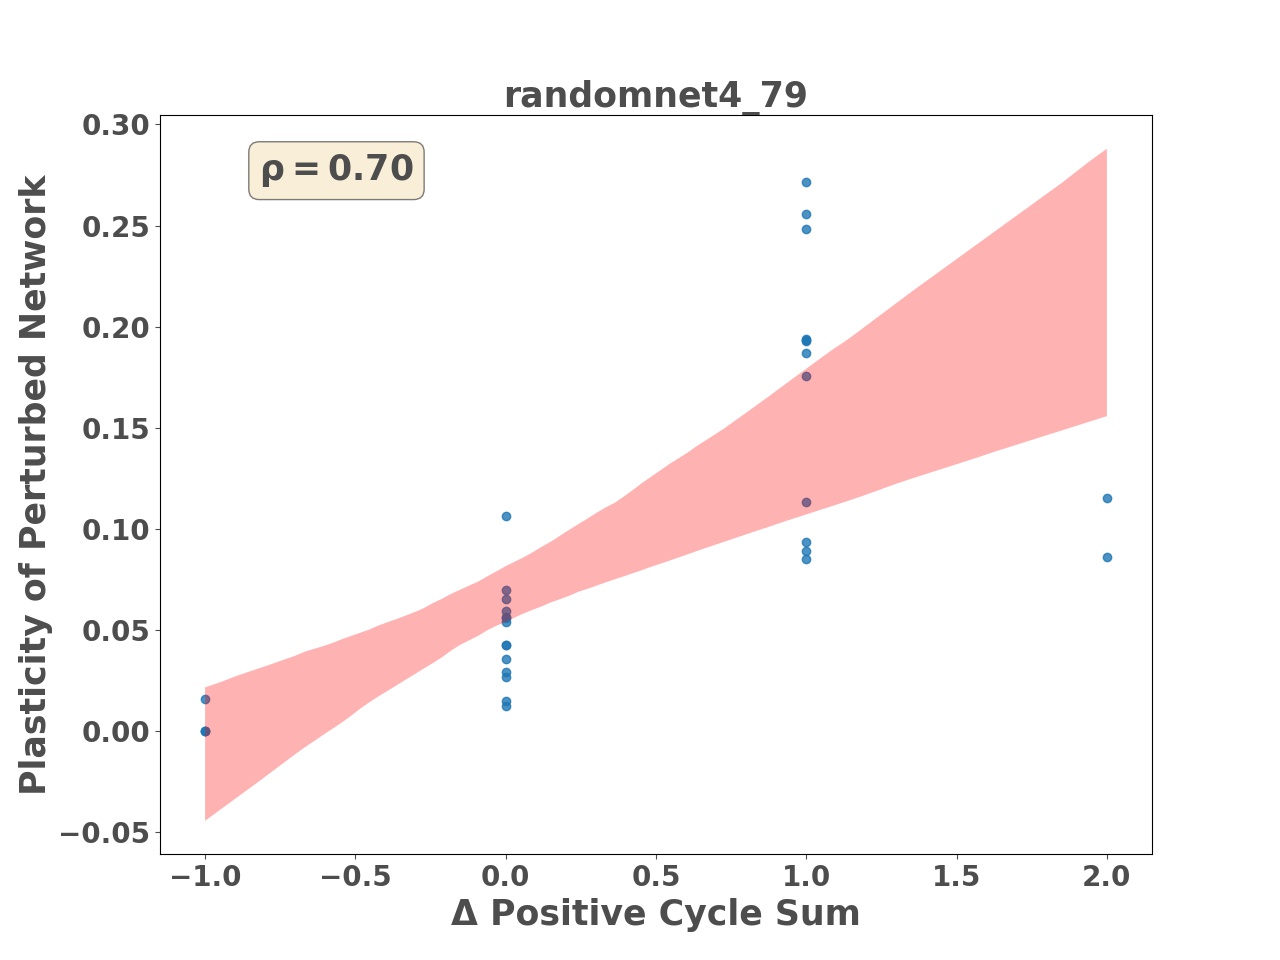 randomnet4_79
ρ = 0.70
Plasticity of Perturbed Network
0.30
0.25
0.20
0.15
0.10
0.05
0.00
−0.05
−1.0 −0.5 0.0 0.5 1.0 1.5 2.0
Δ Positive Cycle Sum